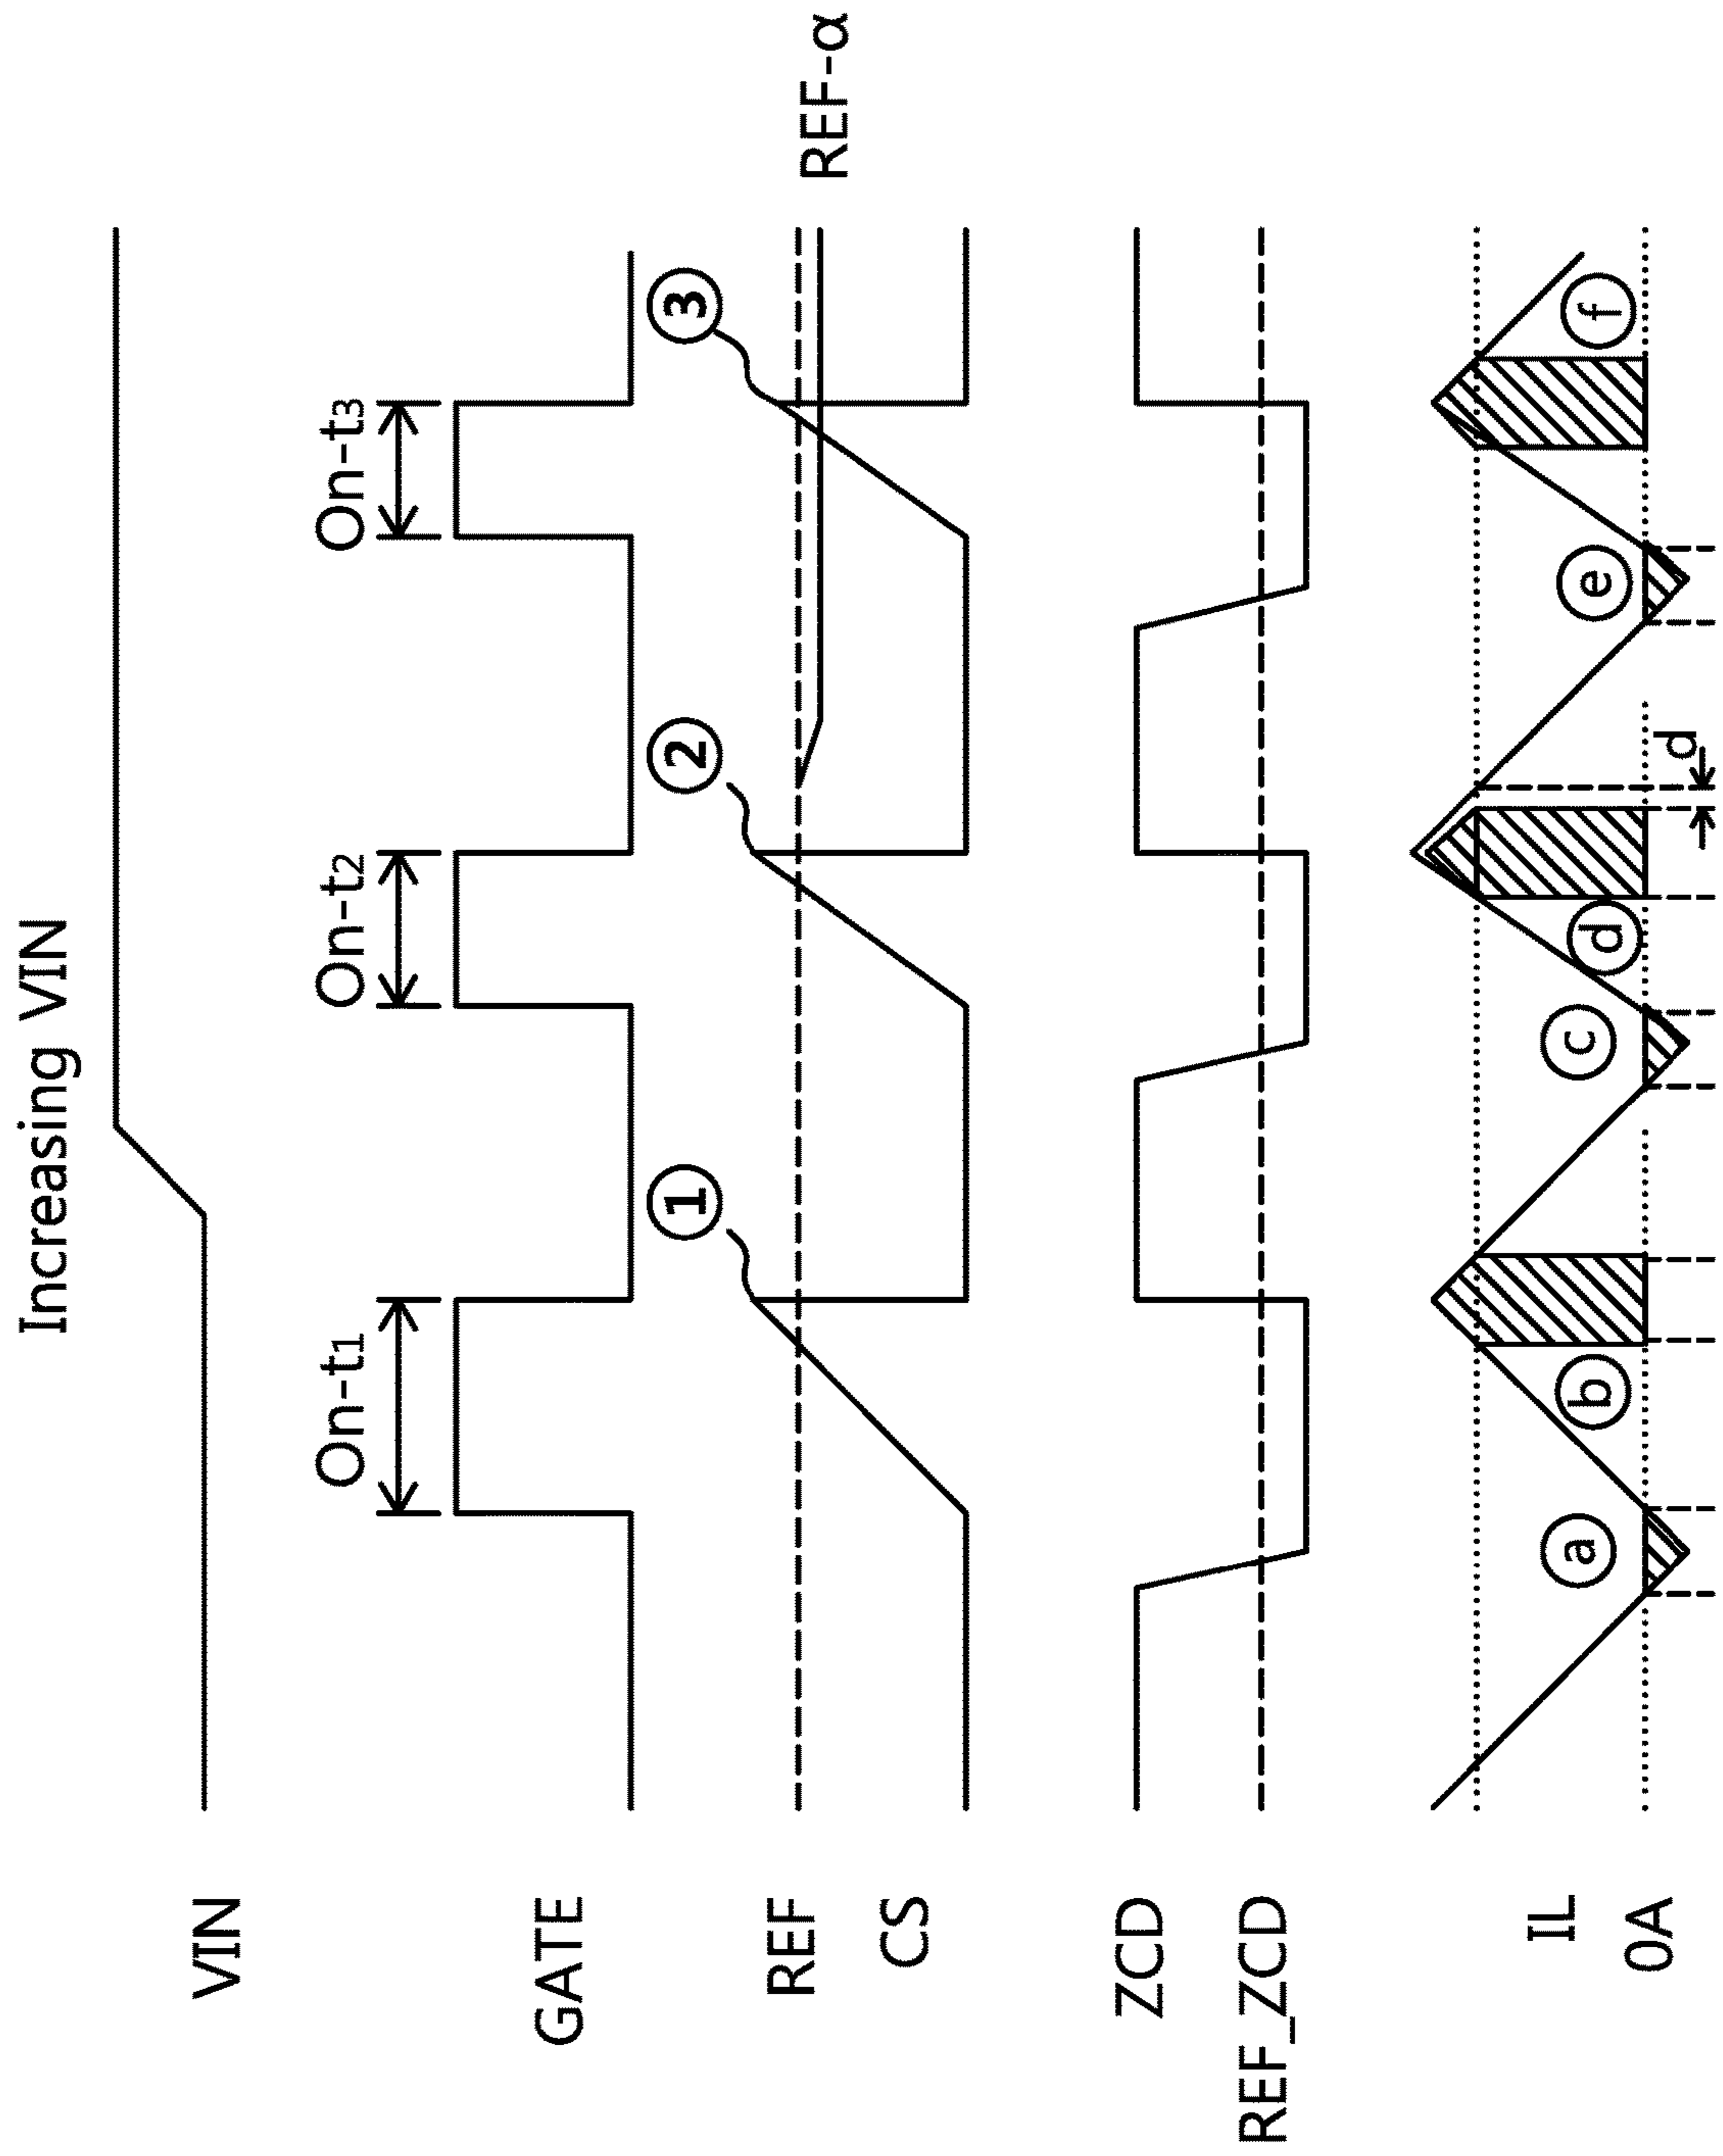 Increasing VIN
VIN
On-t1
On-t2
On-t3
GATE
1
2
3
REF
REF-α
CS
ZCD
REF_ZCD
IL
a
b
c
d
e
f
d
0A